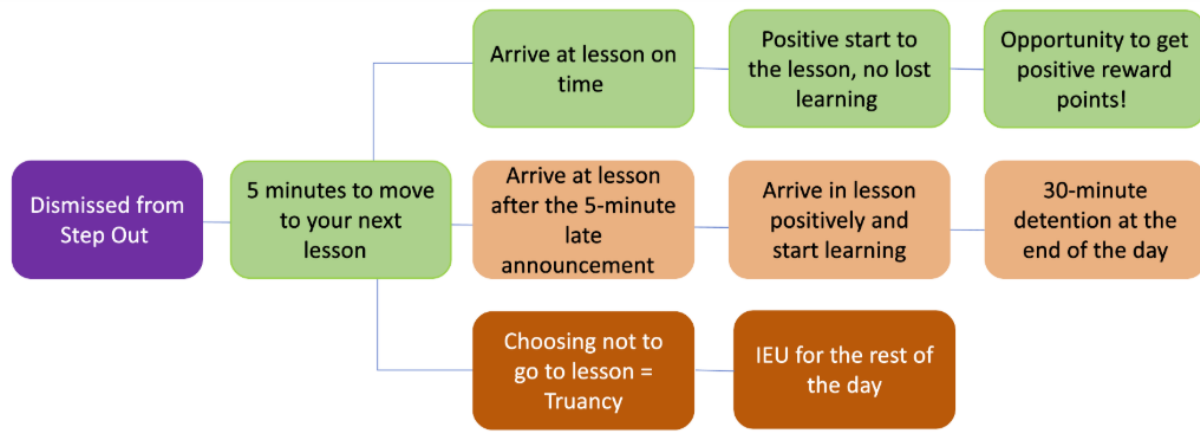 Arrive at lesson on
time
Positive start to
the lesson, no lost
learning
Opportunity to get
positive reward
points!
Dismissed from
Step Out
5 minutes to move
to your next
lesson
Arrive at lesson
after the 5-minute
late
announcement
Arrive in lesson
positively and
start learning
30-minute
detention at the
end of the day
Choosing not to
go to lesson =
Truancy
IEU for the rest of
the day